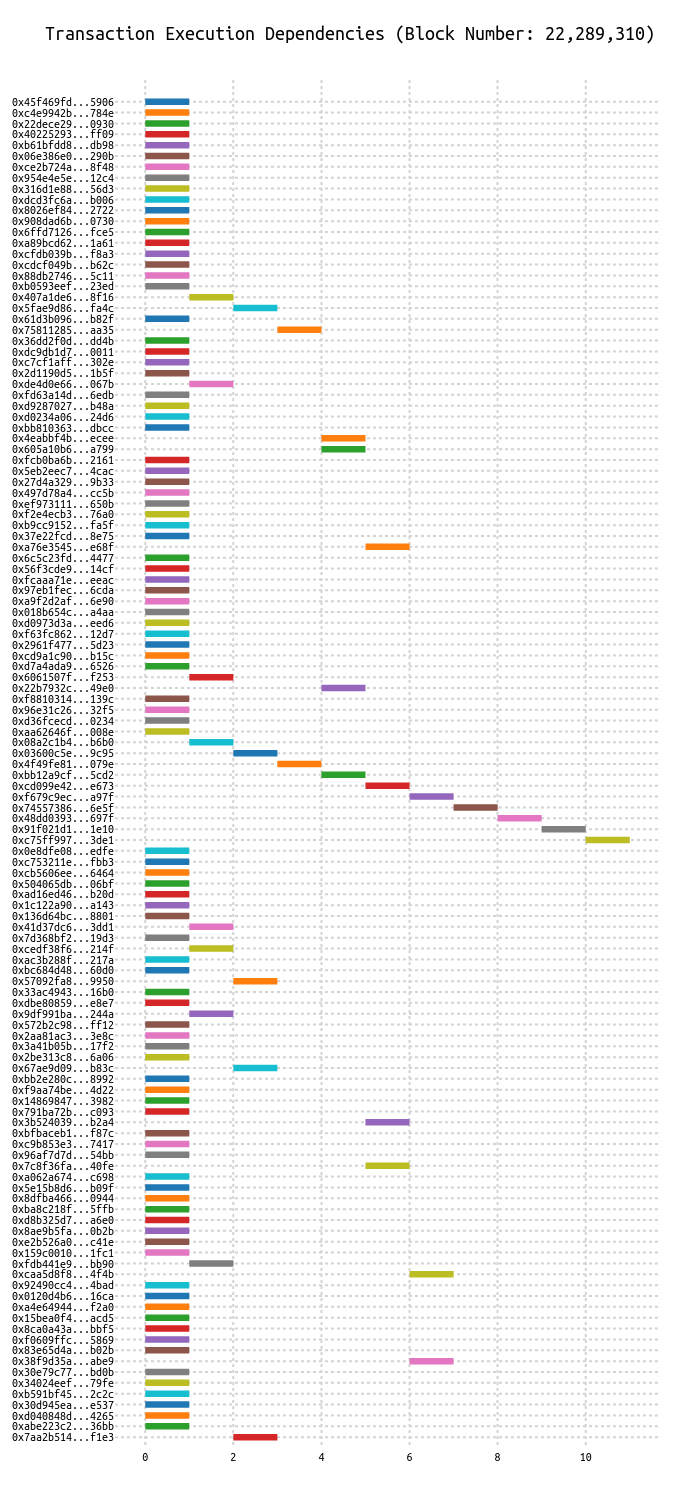 Transaction Execution Dependencies (Block Number: 22,289,310)
0x45f469fd...5906
0xc4e9942b...784e
0x22dece29...0930
0x40225293...ff09
0xb61bfdd8...db98
0x06e386e0...290b
0xce2b724a...8f48
0x954e4e5e...12c4
0x316d1e88...56d3
0xdcd3fc6a...b006
0x8026ef84...2722
0x908dad6b...0730
0x6ffd7126...fce5
0xa89bcd62...1a61
0xcfdb039b...f8a3
0xcdcf049b...b62c
0x88db2746...5c11
0xb0593eef...23ed
0x407a1de6...8f16
0x5fae9d86...fa4c
0x61d3b096...b82f
0x75811285...aa35
0x36dd2f0d...dd4b
0xdc9db1d7...0011
0xc7cf1aff...302e
0x2d1190d5...1b5f
0xde4d0e66...067b
0xfd63a14d...6edb
0xd9287027...b48a
0xd0234a06...24d6
0xbb810363...dbcc
0x4eabbf4b...ecee
0x605a10b6...a799
0xfcb0ba6b...2161
0x5eb2eec7...4cac
0x27d4a329...9b33
0x497d78a4...cc5b
0xef973111...650b
0xf2e4ecb3...76a0
0xb9cc9152...fa5f
0x37e22fcd...8e75
0xa76e3545...e68f
0x6c5c23fd...4477
0x56f3cde9...14cf
0xfcaaa71e...eeac
0x97eb1fec...6cda
0xa9f2d2af...6e90
0x018b654c...a4aa
0xd0973d3a...eed6
0xf63fc862...12d7
0x2961f477...5d23
0xcd9a1c90...b15c
0xd7a4ada9...6526
0x6061507f...f253
0x22b7932c...49e0
0xf8810314...139c
0x96e31c26...32f5
0xd36fcecd...0234
0xaa62646f...008e
0x08a2c1b4...b6b0
0x03600c5e...9c95
0x4f49fe81...079e
0xbb12a9cf...5cd2
0xcd099e42...e673
0xf679c9ec...a97f
0x74557386...6e5f
0x48dd0393...697f
0x91f021d1...1e10
0xc75ff997...3de1
0x0e8dfe08...edfe
0xc753211e...fbb3
0xcb5606ee...6464
0x504065db...06bf
0xad16ed46...b20d
0x1c122a90...a143
0x136d64bc...8801
0x41d37dc6...3dd1
0x7d368bf2...19d3
0xcedf38f6...214f
0xac3b288f...217a
0xbc684d48...60d0
0x57092fa8...9950
0x33ac4943...16b0
0xdbe80859...e8e7
0x9df991ba...244a
0x572b2c98...ff12
0x2aa81ac3...3e8c
0x3a41b05b...17f2
0x2be313c8...6a06
0x67ae9d09...b83c
0xbb2e280c...8992
0xf9aa74be...4d22
0x14869847...3982
0x791ba72b...c093
0x3b524039...b2a4
0xbfbaceb1...f87c
0xc9b853e3...7417
0x96af7d7d...54bb
0x7c8f36fa...40fe
0xa062a674...c698
0x5e15b8d6...b09f
0x8dfba466...0944
0xba8c218f...5ffb
0xd8b325d7...a6e0
0x8ae9b5fa...0b2b
0xe2b526a0...c41e
0x159c0010...1fc1
0xfdb441e9...bb90
0xcaa5d8f8...4f4b
0x92490cc4...4bad
0x0120d4b6...16ca
0xa4e64944...f2a0
0x15bea0f4...acd5
0x8ca0a43a...bbf5
0xf0609ffc...5869
0x83e65d4a...b02b
0x38f9d35a...abe9
0x30e79c77...bd0b
0x34024eef...79fe
0xb591bf45...2c2c
0x30d945ea...e537
0xd040848d...4265
0xabe223c2...36bb
0x7aa2b514...f1e3
0 2 4 6 8 10